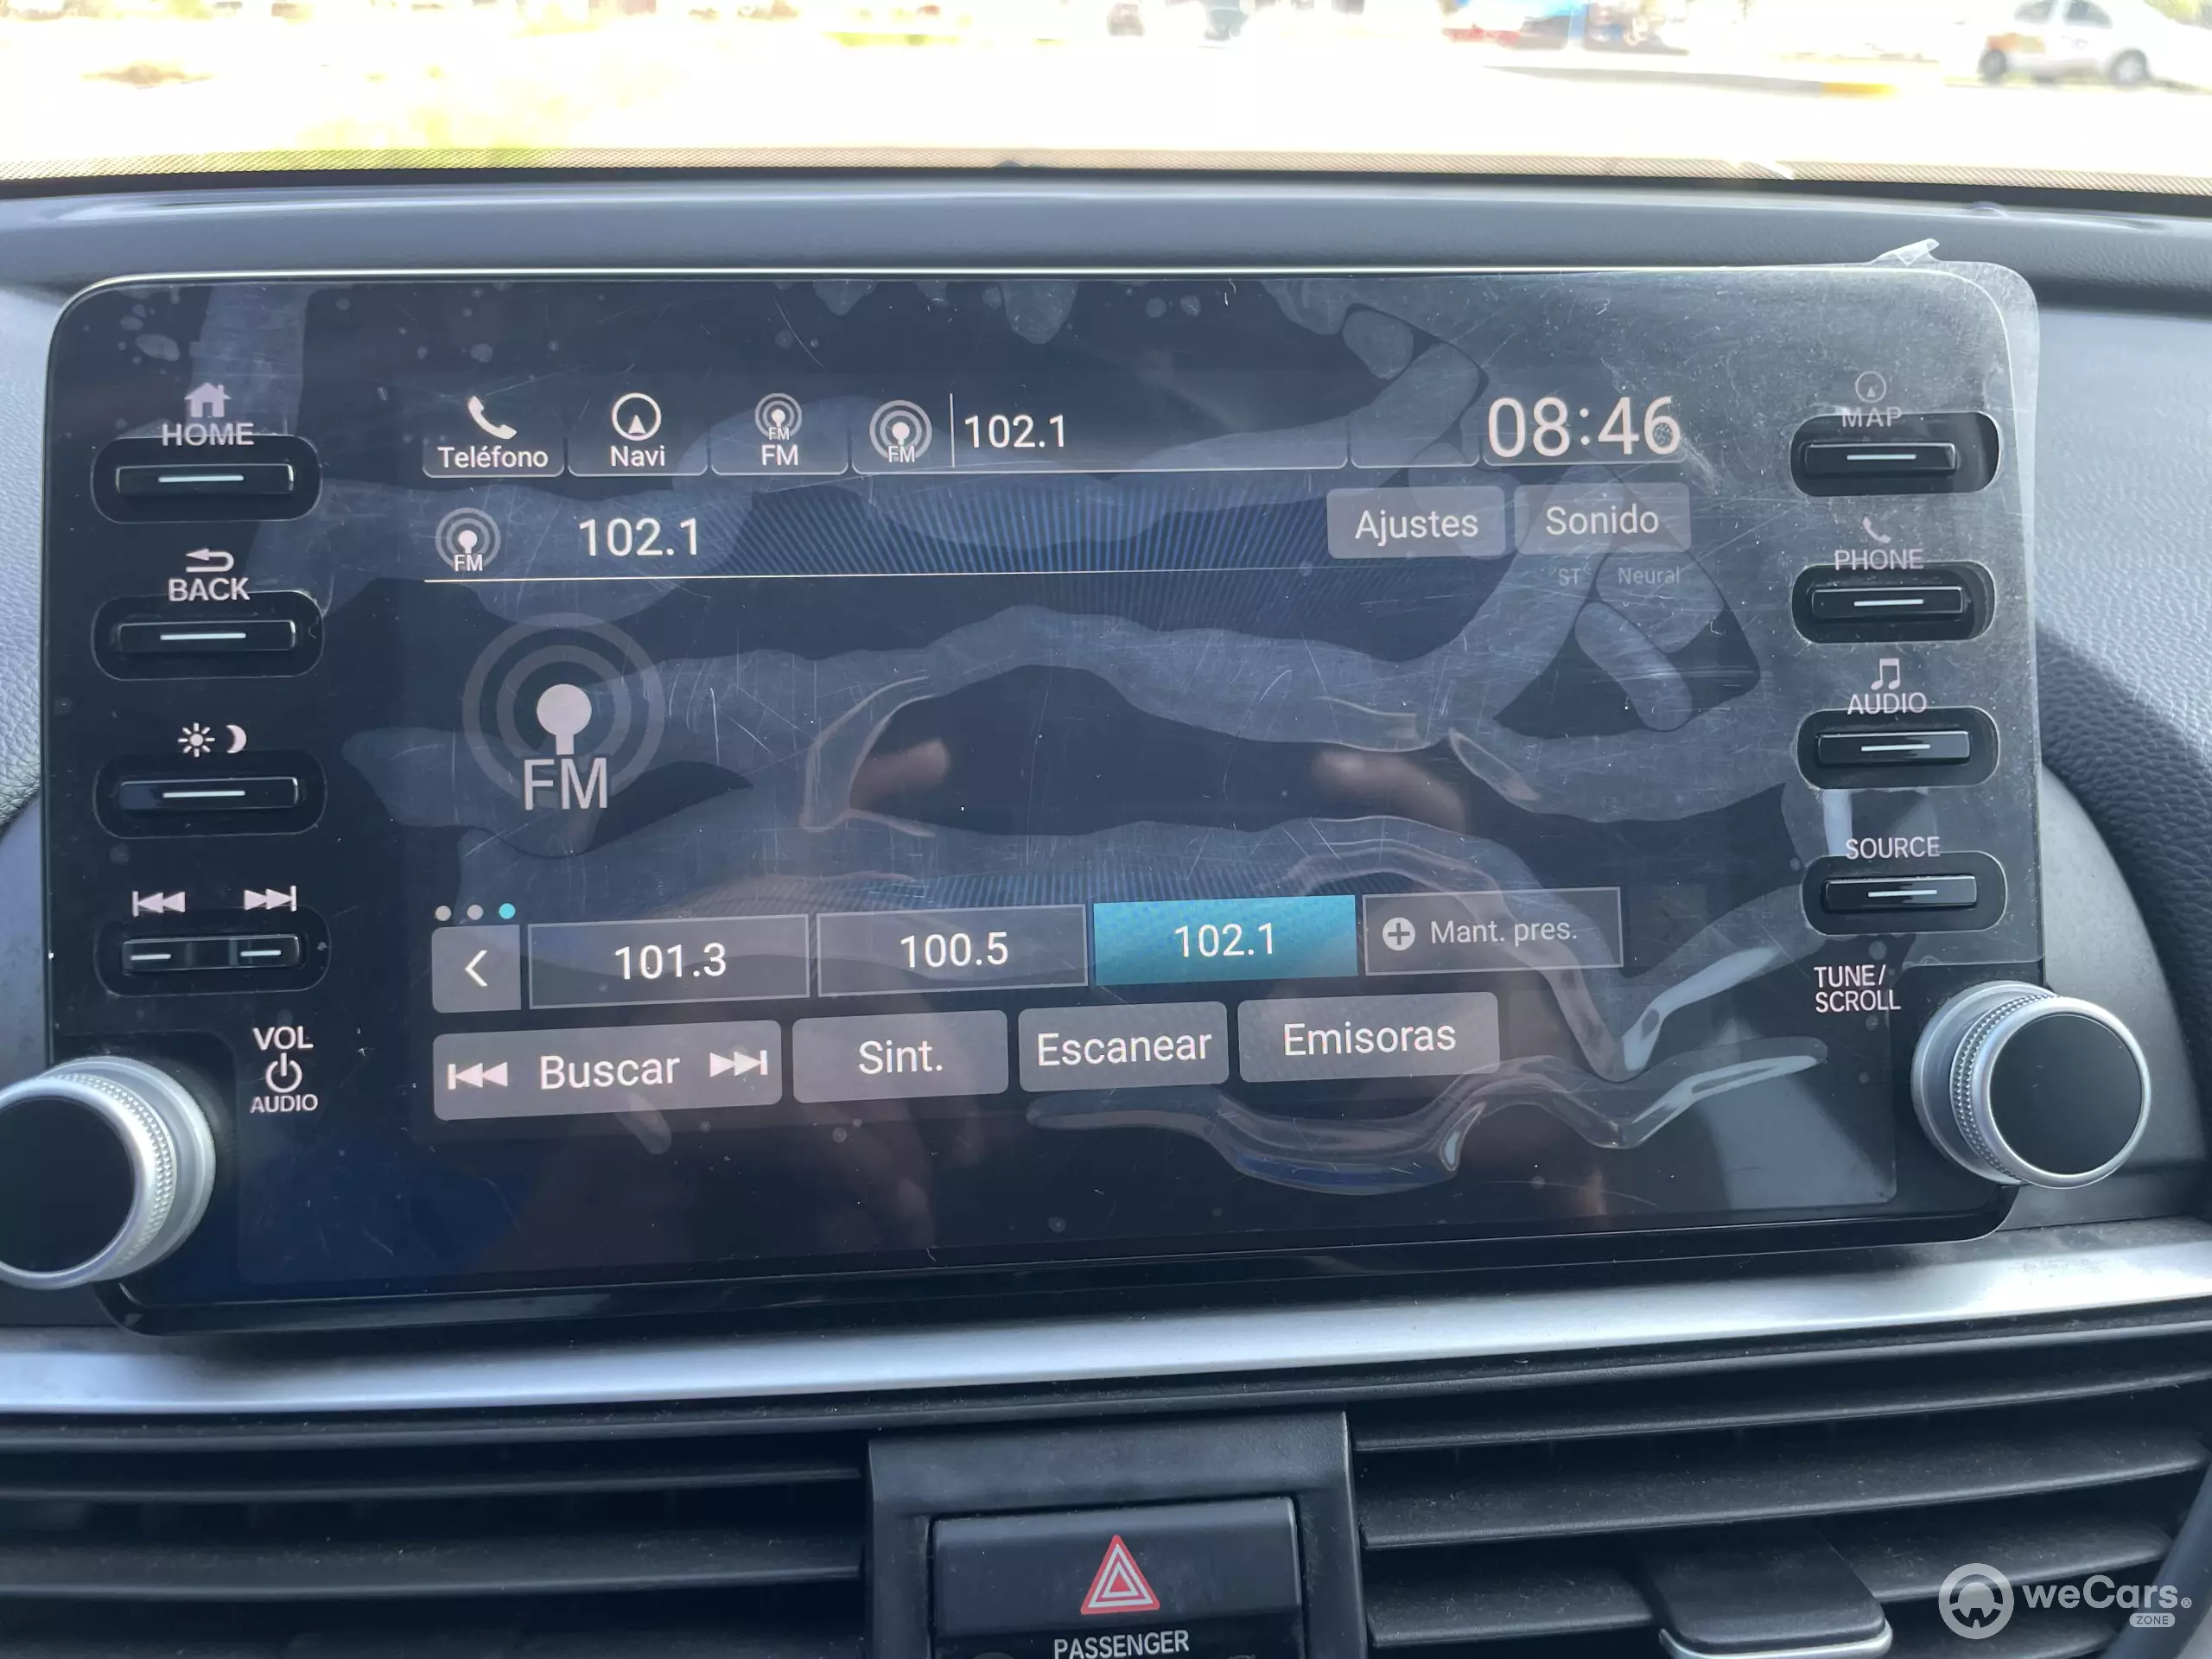 HOME
BACK
VOL
AUDIO
Teléfono
Navi
FM
FM
FM
102.1
08:46
FM
102.1
Ajustes
Sonido
ST Neural
FM
101.3
100.5
102.1
Mant. pres.
Buscar
Sint.
Escanear
Emisoras
MAP
PHONE
AUDIO
SOURCE
TUNE/
SCROLL
PASSENGER
weCars®
ZONE